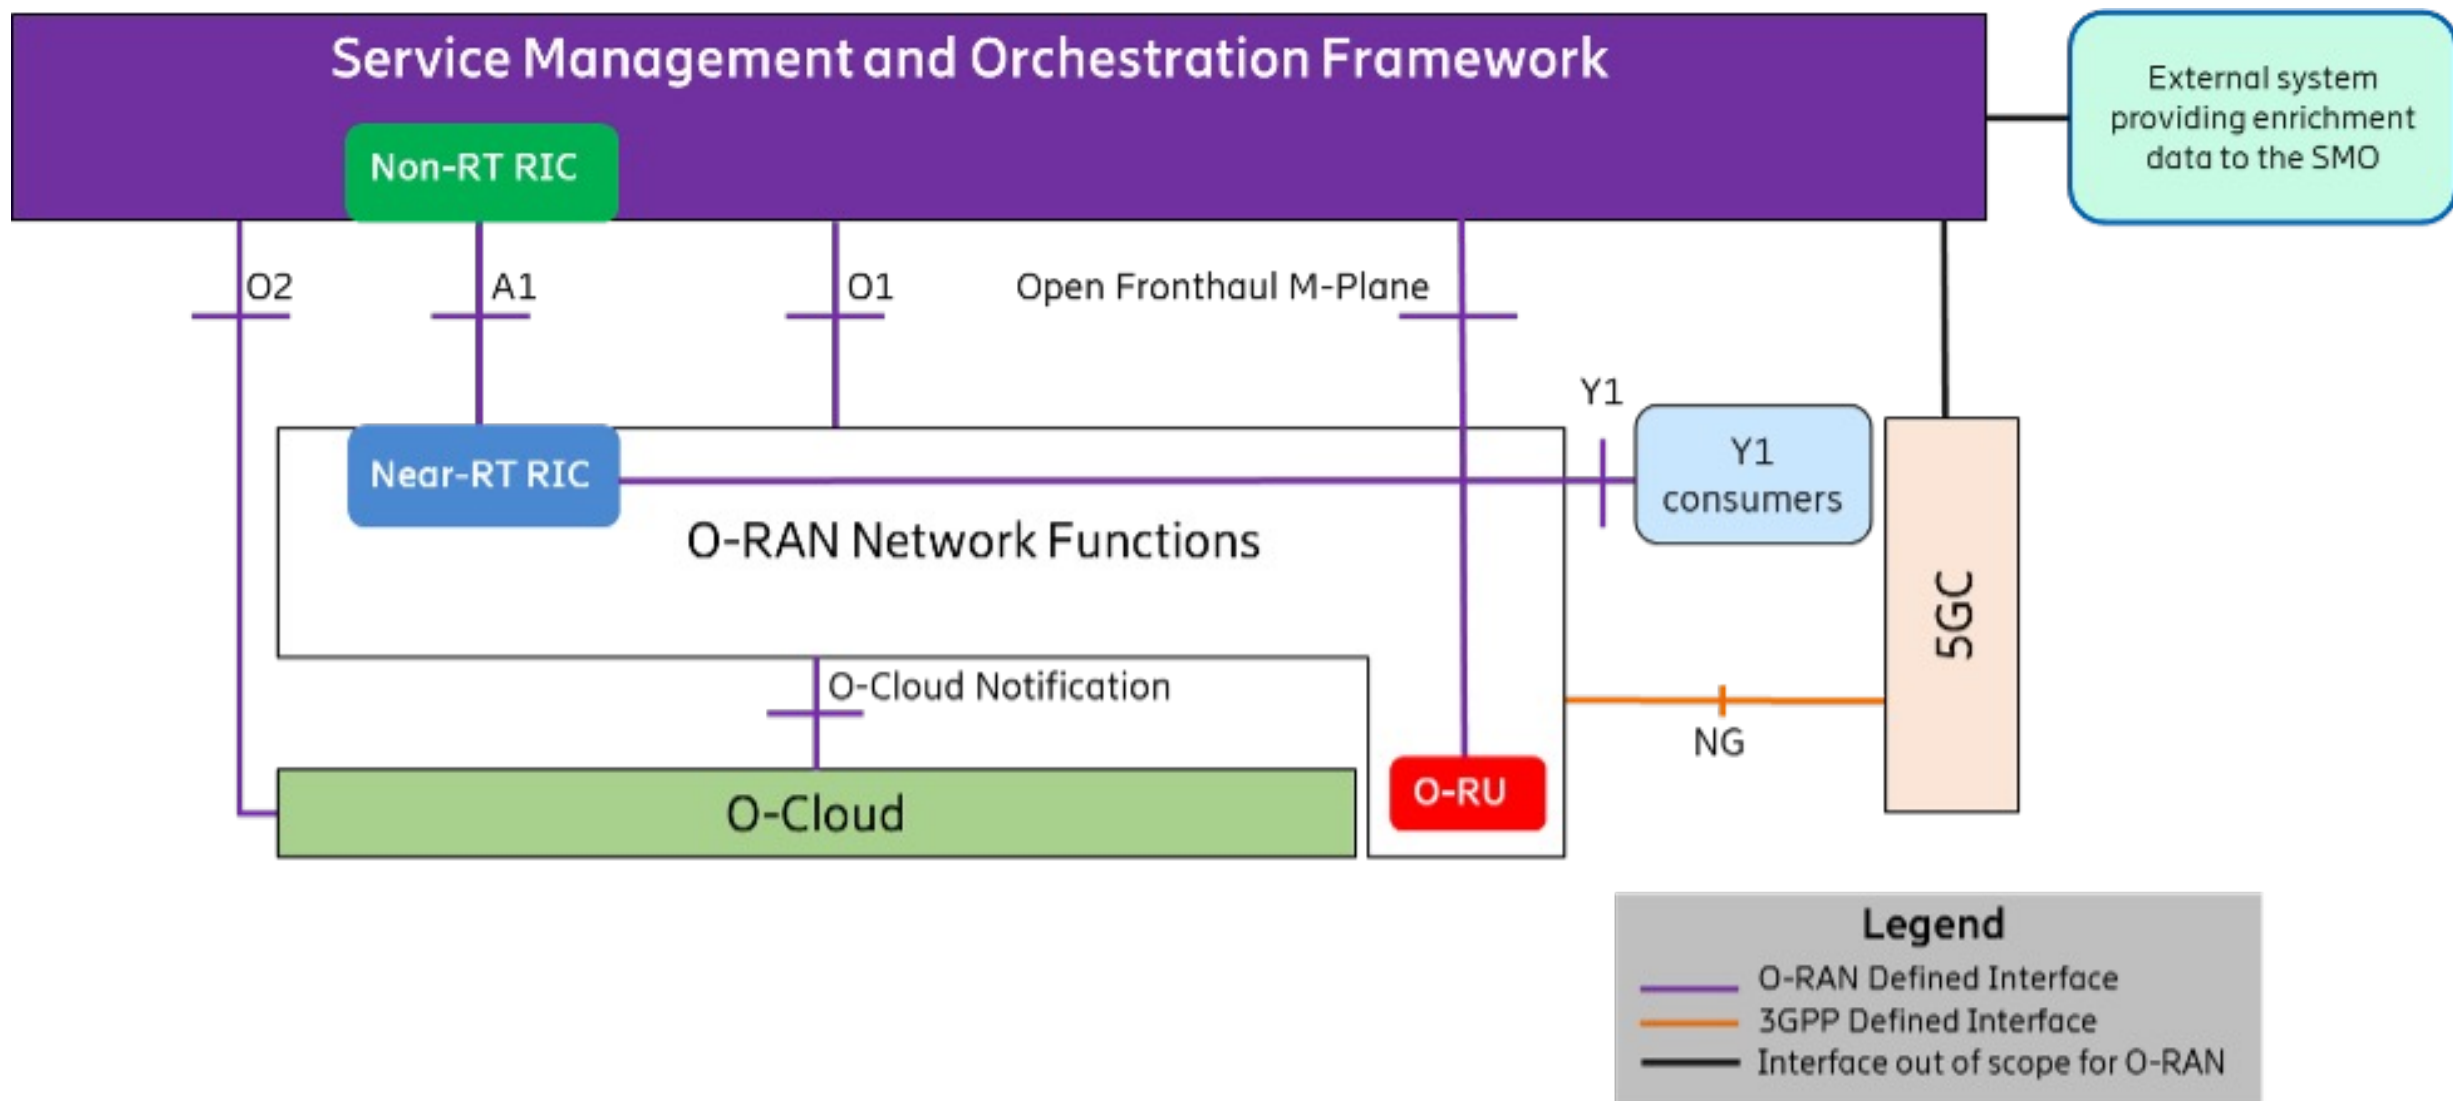 Service Management and Orchestration Framework
External system
providing enrichment
data to the SMO
Non-RT RIC
O2
A1
O1
Open Fronthaul M-Plane
Y1
Y1
consumers
Near-RT RIC
O-RAN Network Functions
5GC
O-Cloud Notification
NG
O-RU
O-Cloud
Legend
O-RAN Defined Interface
3GPP Defined Interface
Interface out of scope for O-RAN